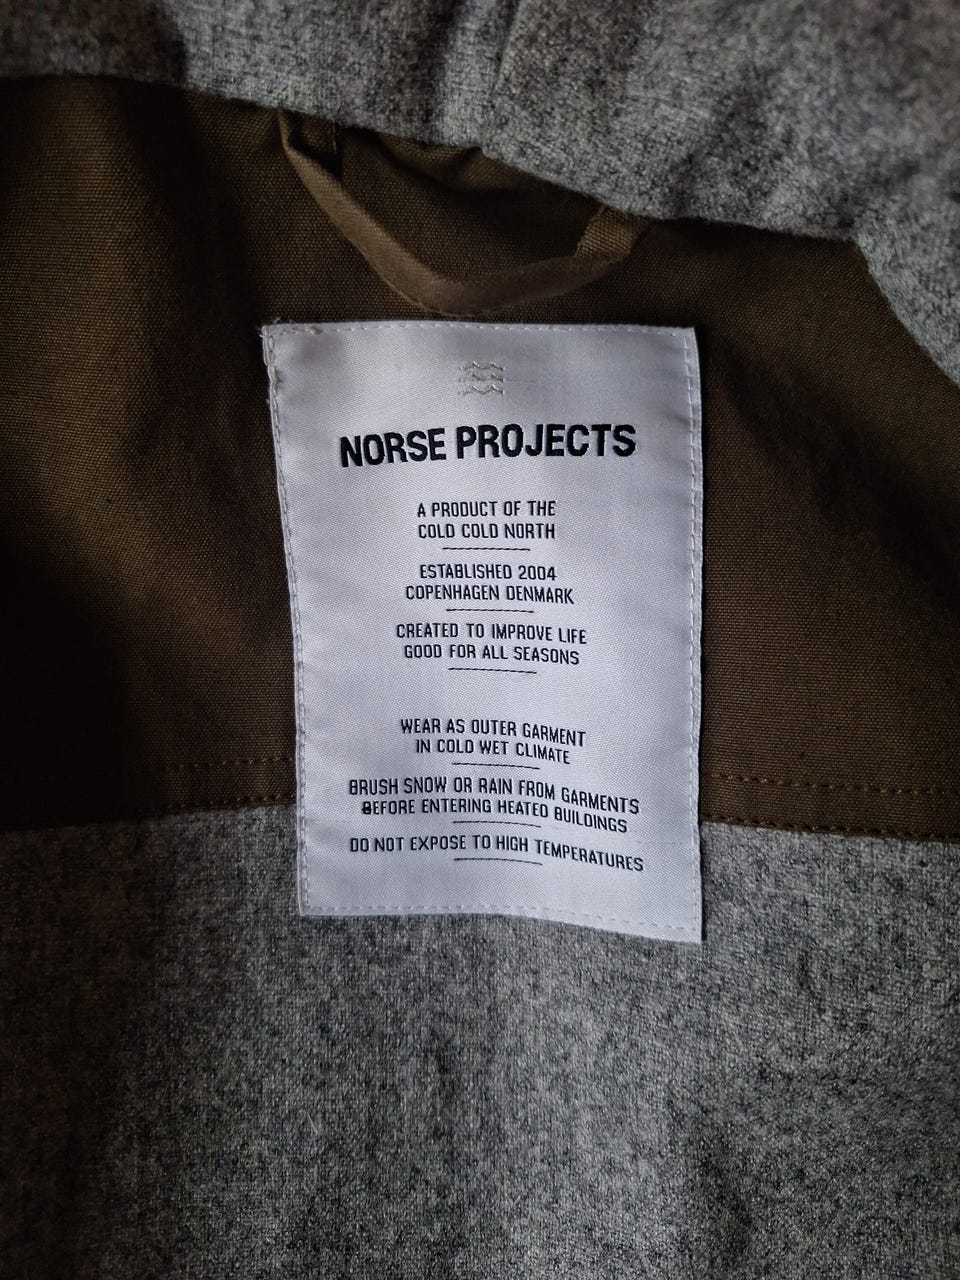 NORSE PROJECTS
A PRODUCT OF THE
COLD COLD NORTH
ESTABLISHED 2004
COPENHAGEN DENMARK
CREATED TO IMPROVE LIFE
GOOD FOR ALL SEASONS
WEAR AS OUTER GARMENT
IN COLD WET CLIMATE
BRUSH SNOW OR RAIN FROM GARMENTS
BEFORE ENTERING HEATED BUILDINGS
DO NOT EXPOSE TO HIGH TEMPERATURES